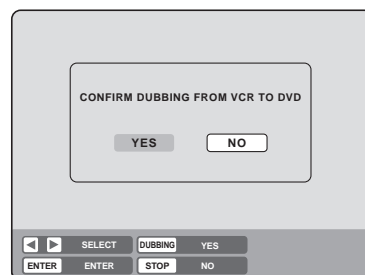 CONFIRM DUBBING FROM VCR TO DVD
YES NO
SELECT DUBBING YES
ENTER ENTER STOP NO